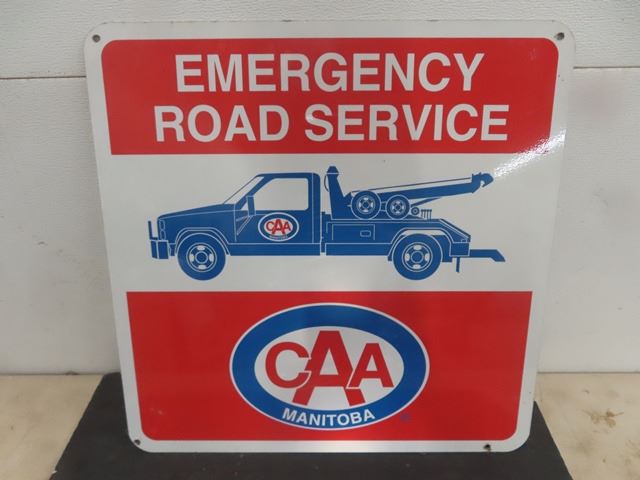 EMERGENCY
ROAD SERVICE
CAA
CAA
MANITOBA